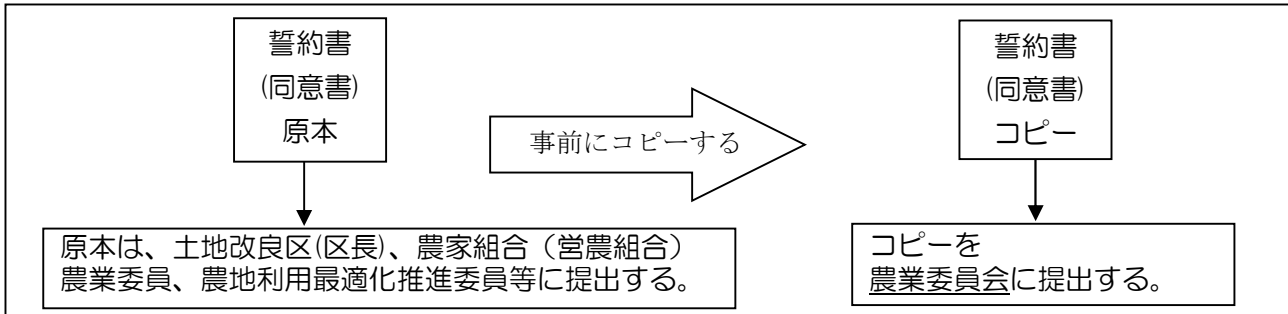 誓約書
(同意書)
原本
事前にコピーする
誓約書
(同意書)
コピー
原本は、土地改良区(区長)、農家組合（営農組合）
農業委員、農地利用最適化推進委員等に提出する。
コピーを
農業委員会に提出する。